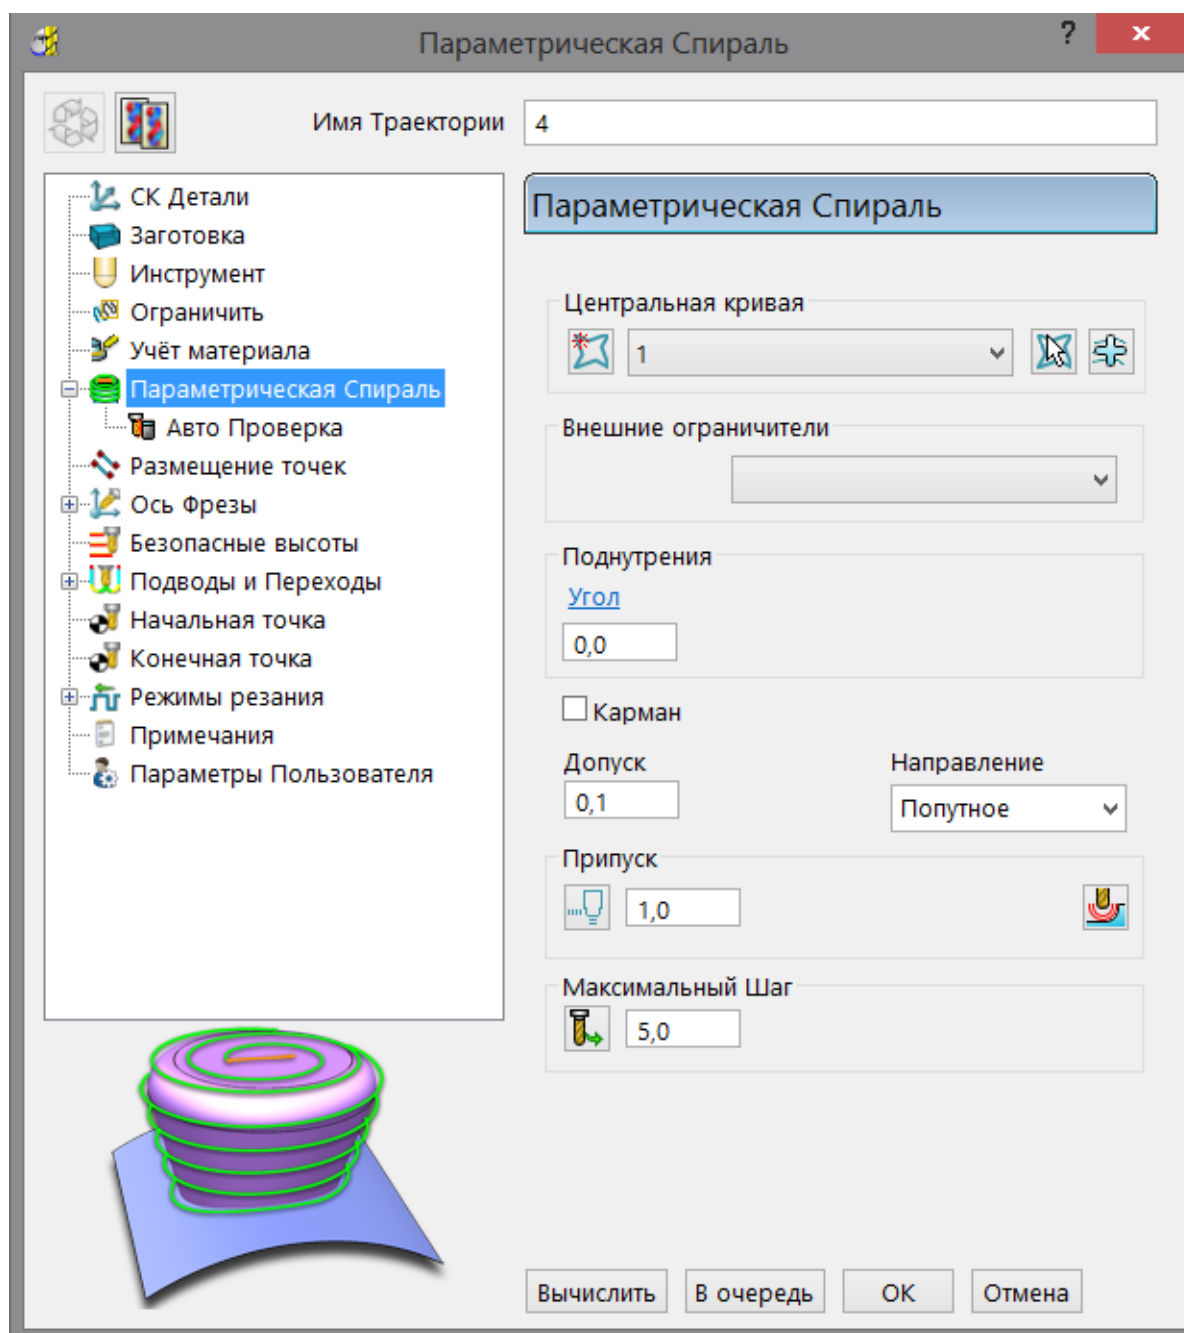 Параметрическая Спираль
?
Имя Траектории 4
СК Детали
Заготовка
Инструмент
Ограничить
Учёт материала
Параметрическая Спираль
Авто Проверка
Размещение точек
Ось Фрезы
Безопасные высоты
Подводы и Переходы
Начальная точка
Конечная точка
Режимы резания
Примечания
Параметры Пользователя
Параметрическая Спираль
Центральная кривая
1
Внешние ограничители
Поднутрения
Угол
0,0
Карман
Допуск Направление
0,1 Попутное
Припуск
1,0
Максимальный Шаг
5,0
Вычислить В очередь ОК Отмена